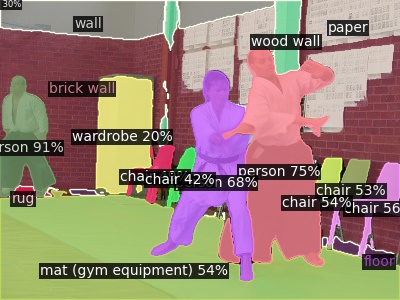 30%
wall
paper
wood wall
brick wall
wardrobe 20%
rson 91%
person 75%
cha
chair 42%
n 68%
chair 53%
rug
chair 54%
chair 56
floor
mat (gym equipment) 54%